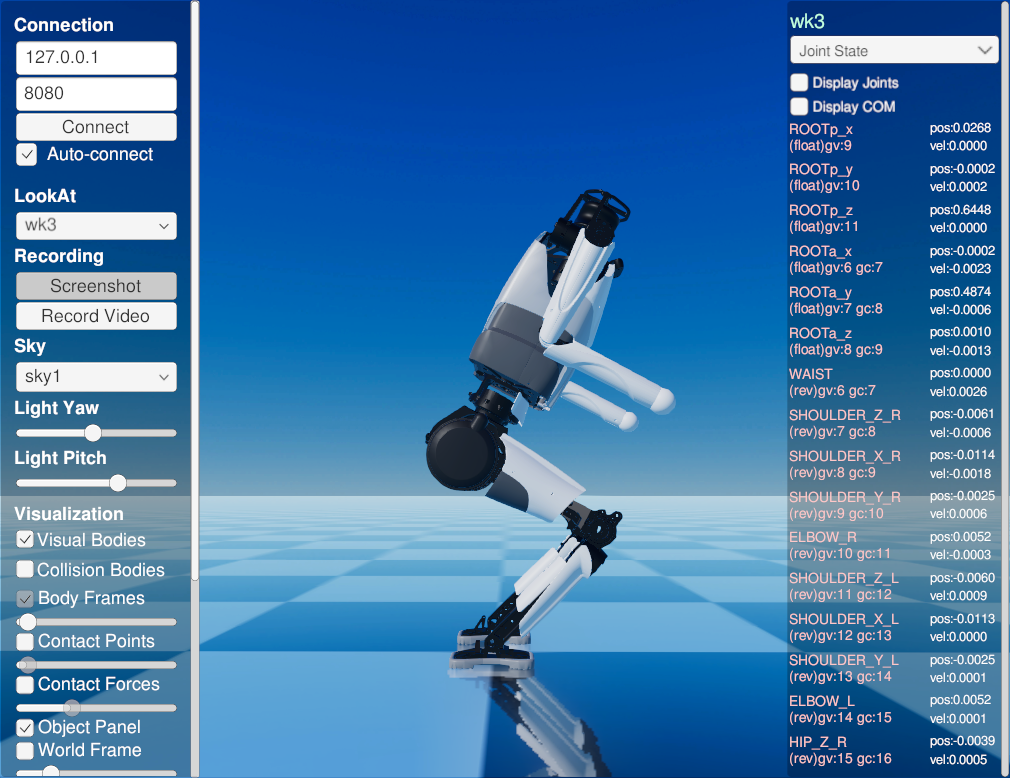 Connection
127.0.0.1
8080
Connect
Auto-connect
LookAt
wk3
Recording
Screenshot
Record Video
Sky
sky1
Light Yaw
Light Pitch
Visualization
Visual Bodies
Collision Bodies
Body Frames
Contact Points
Contact Forces
Object Panel
World Frame
wk3
Joint State
Display Joints
Display COM
ROOTp_x pos:0.0268
(float)gv:9 vel:0.0000
ROOTp_y pos:-0.0002
(float)gv:10 vel:0.0002
ROOTp_z pos:0.6448
(float)gv:11 vel:0.0000
ROOTa_x pos:-0.0002
(float)gv:6 gc:7 vel:-0.0023
ROOTa_y pos:0.4874
(float)gv:7 gc:8 vel:-0.0006
ROOTa_z pos:0.0010
(float)gv:8 gc:9 vel:-0.0013
WAIST pos:0.0000
(rev)gv:6 gc:7 vel:0.0026
SHOULDER_Z_R pos:-0.0061
(rev)gv:7 gc:8 vel:-0.0006
SHOULDER_X_R pos:-0.0114
(rev)gv:8 gc:9 vel:-0.0018
SHOULDER_Y_R pos:-0.0025
(rev)gv:9 gc:10 vel:0.0006
ELBOW_R pos:0.0052
(rev)gv:10 gc:11 vel:-0.0003
SHOULDER_Z_L pos:-0.0060
(rev)gv:11 gc:12 vel:0.0009
SHOULDER_X_L pos:-0.0113
(rev)gv:12 gc:13 vel:0.0000
SHOULDER_Y_L pos:-0.0025
(rev)gv:13 gc:14 vel:0.0001
ELBOW_L pos:0.0052
(rev)gv:14 gc:15 vel:0.0001
HIP_Z_R pos:-0.0039
(rev)gv:15 gc:16 vel:0.0005